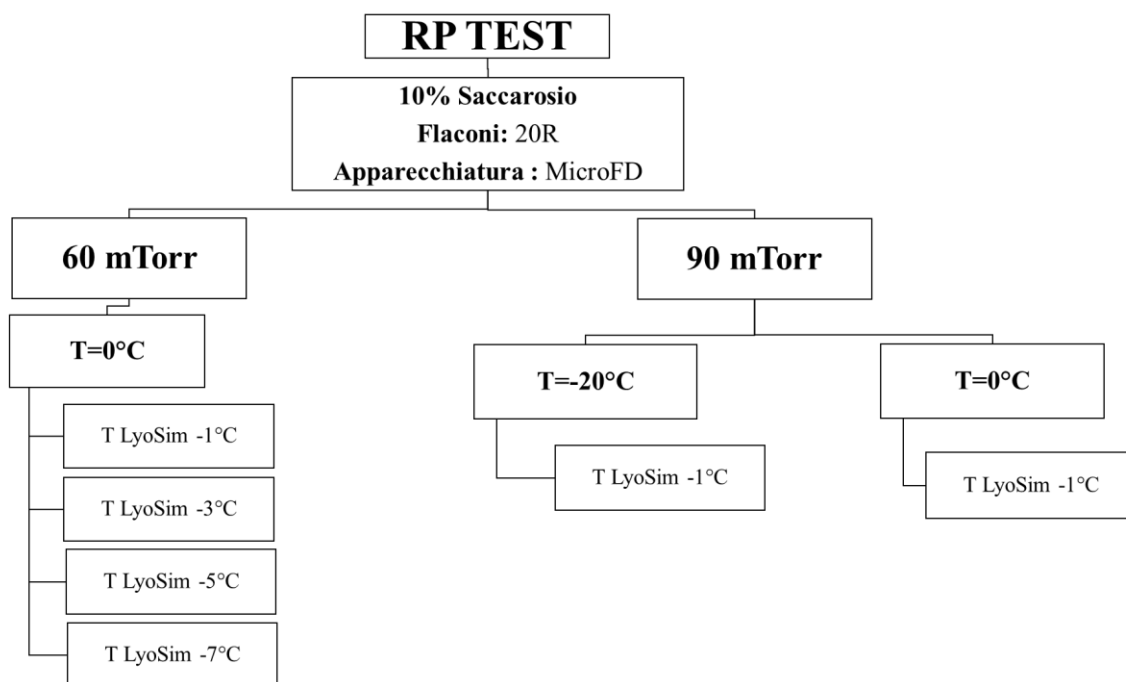 RP TEST
10% Saccarosio
Flaconi: 20R
Apparecchiatura : MicroFD
60 mTorr
90 mTorr
T=0°C
T=-20°C
T=0°C
T LyoSim -1°C
T LyoSim -3°C
T LyoSim -5°C
T LyoSim -7°C
T LyoSim -1°C
T LyoSim -1°C